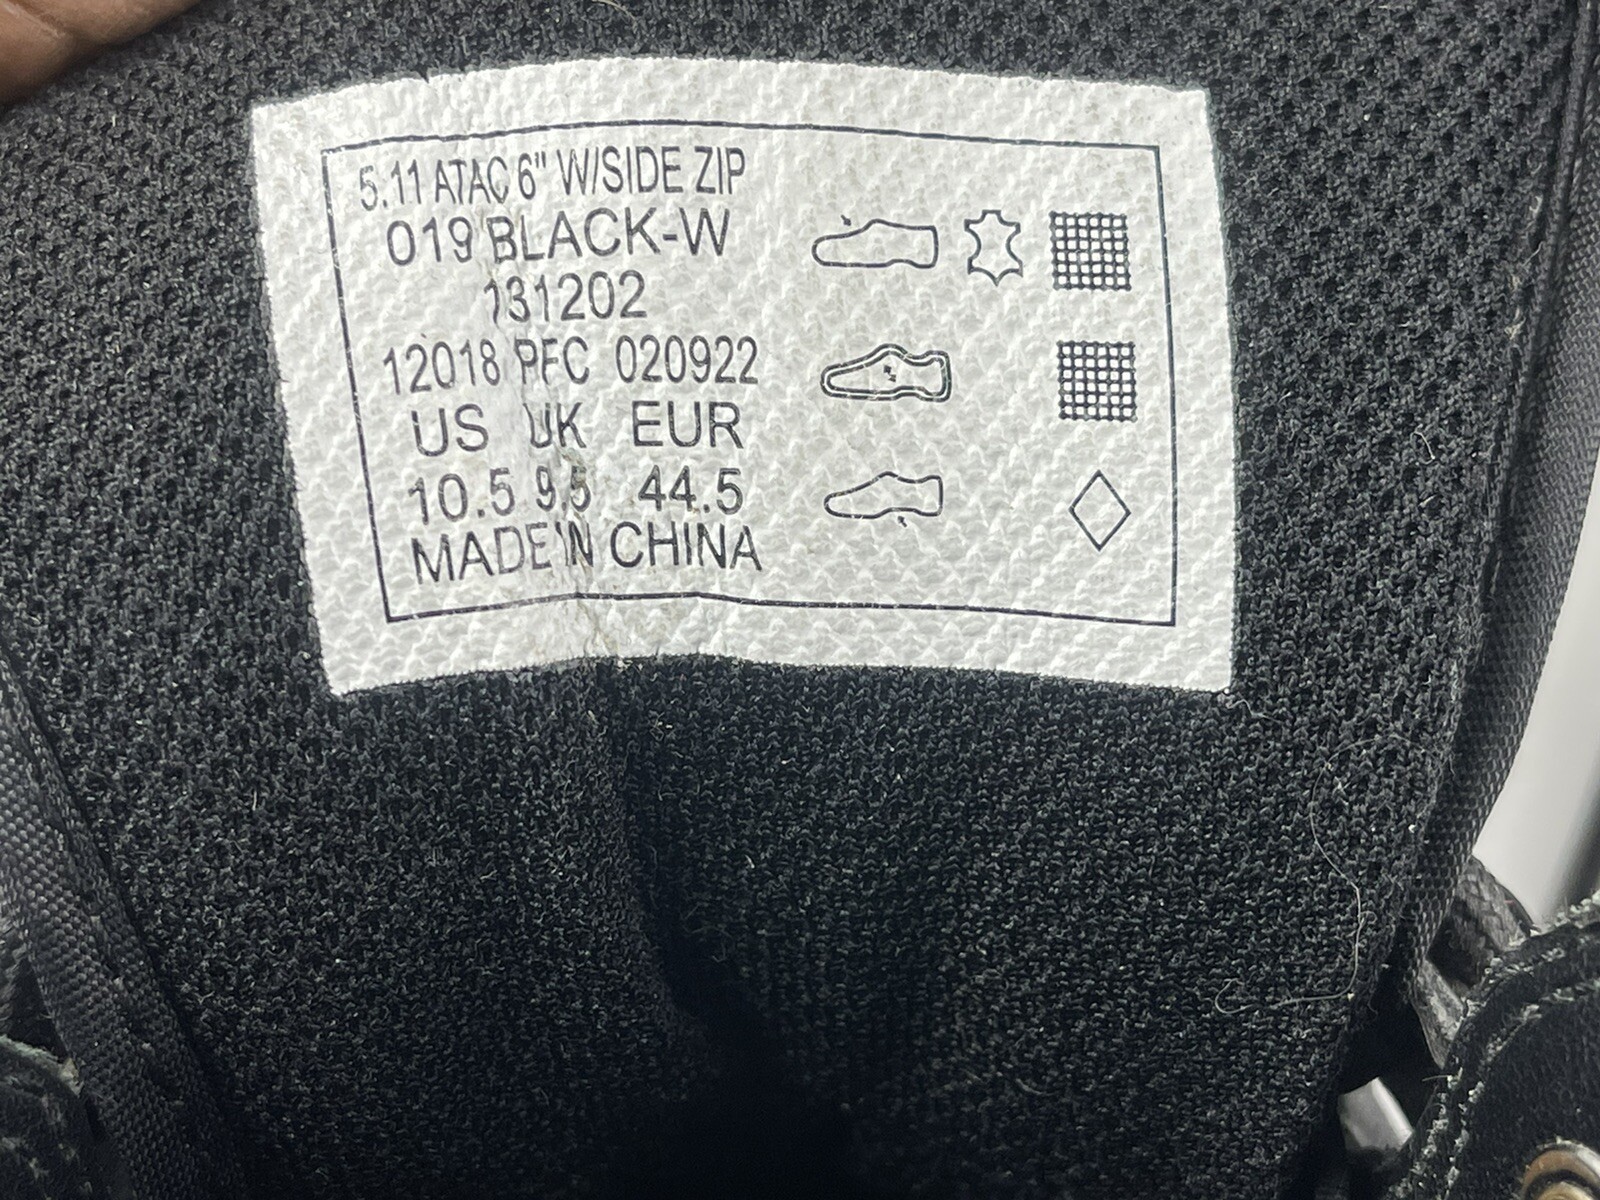 5.11 ATAC 6" W/SIDE ZIP
019 BLACK-W
131202
12018 PFC 020922
US UK EUR
10.5 9.5 44.5
MADE IN CHINA